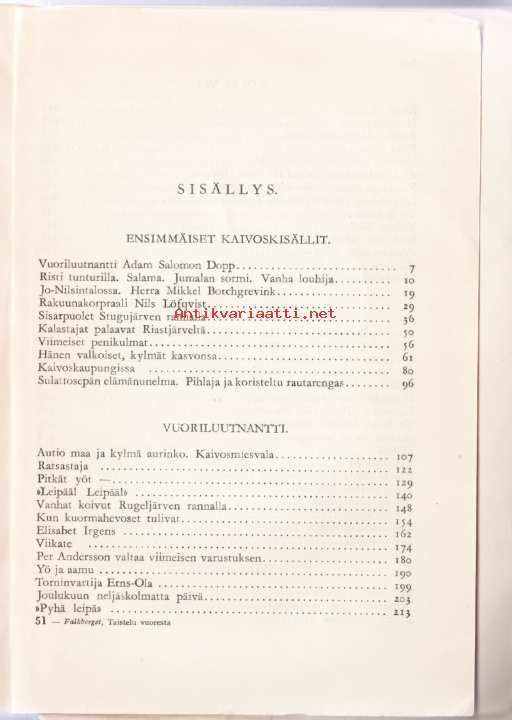 SISÄLLYS.
ENSIMMÄISET KAIVOSKISÄLLIT.
Vuoriluutnantti Adam Salomon Dopp 7
Risti tunturilla. Salama. Jumalan sormi. Vanha louhija 10
Jo-Nilsintalossa. Herra Mikkel Borchgrevink 19
Rakuunakorpraali Nils Löfqvist 29
Antikvariaatti.net
Sisarpuolet Stugujärven rannalla 36
Kalastajat palaavat Riastjärveltä 50
Viimeiset penikulmat 56
Hänen valkoiset, kylmät kasvonsa 61
Kaivoskaupungissa 80
Sulattosepän elämänunelma. Pihlaja ja koristeltu rautarengas 96
VUORILUUTNANTTI.
Autio maa ja kylmä aurinko. Kaivosmiesvala 107
Ratsastaja 122
Pitkät yöt — 129
»Leipää! Leipää!» 140
Vanhat koivut Rugeljärven rannalla 148
Kun kuormahevoset tulivat 154
Elisabet Irgens 162
Viikate 174
Per Andersson valtaa viimeisen varustuksen 180
Yö ja aamu 190
Torninvartija Erns-Ola 199
Joulukuun neljäskolmatta päivä 203
»Pyhä leipä» 213
51 — Falkberget, Taistelu vuoresta